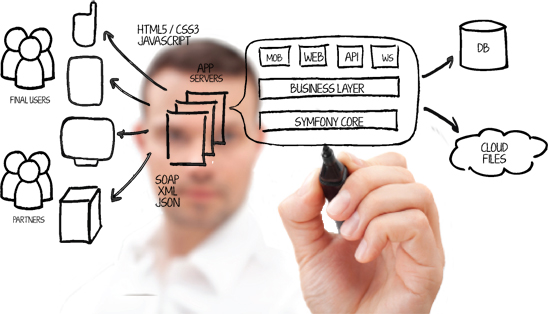 HTML5 / CSS3
JAVASCRIPT
APP
SERVERS
MOB
WEB
API
WS
DB
BUSINESS LAYER
SYMFONY CORE
FINAL USERS
CLOUD
FILES
SOAP
XML
JSON
PARTNERS